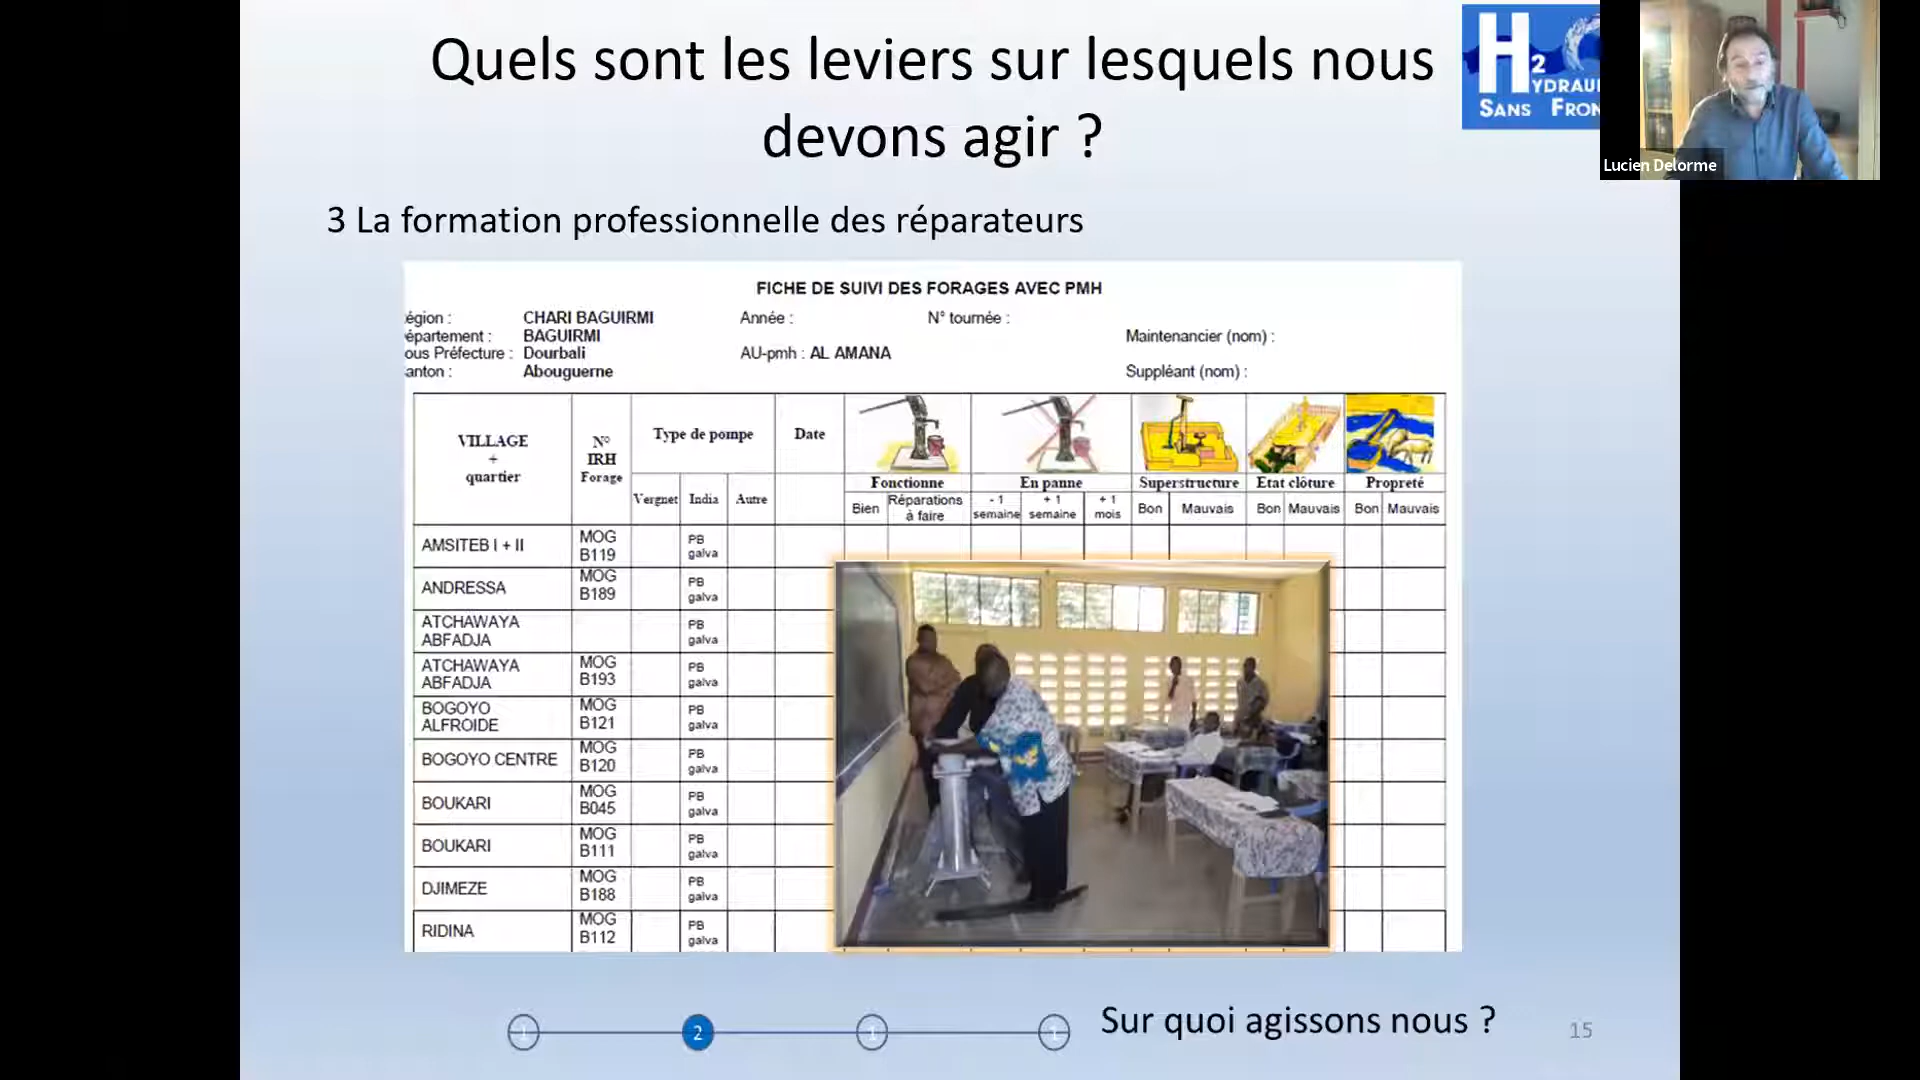 Quels sont les leviers sur lesquels nous
devons agir ?
H2
YDRAUL
SANS FRON
Lucien Delorme
3 La formation professionnelle des réparateurs
FICHE DE SUIVI DES FORAGES AVEC PMH
égion : CHARI BAGUIRMI Année : N° tournée :
épartement : BAGUIRMI Maintenancier (nom) :
ous Préfecture : Dourbali AU-pmh : AL AMANA
anton : Abouguerne Suppléant (nom) :
VILLAGE
+
quartier
N°
IRH
Forage
Type de pompe
Date
Vergnet India Autre
Fonctionne En panne Superstructure Etat clôture Propreté
Bien Réparations à faire - 1 semaine + 1 semaine + 1 mois Bon Mauvais Bon Mauvais Bon Mauvais
AMSITEB I + II MOG B119 PB galva
ANDRESSA MOG B189 PB galva
ATCHAWAYA ABFADJA PB galva
ATCHAWAYA ABFADJA MOG B193 PB galva
BOGOYO ALFROIDE MOG B121 PB galva
BOGOYO CENTRE MOG B120 PB galva
BOUKARI MOG B045 PB galva
BOUKARI MOG B111 PB galva
DJIMEZE MOG B188 PB galva
RIDINA MOG B112 PB galva
1 2 1 1
Sur quoi agissons nous ?
15